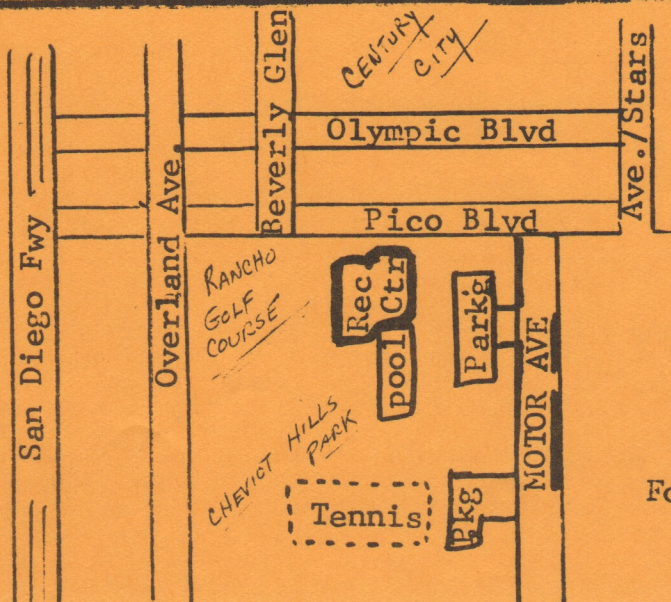 CENTURY
CITY
San Diego Fwy
Overland Ave.
Beverly Glen
Olympic Blvd
Ave./Stars
Pico Blvd
RANCHO
GOLF
COURSE
Rec
Ctr
pool
Parkg
MOTOR AVE
CHEVIOT HILLS
PARK
Tennis
Pkg
Fo